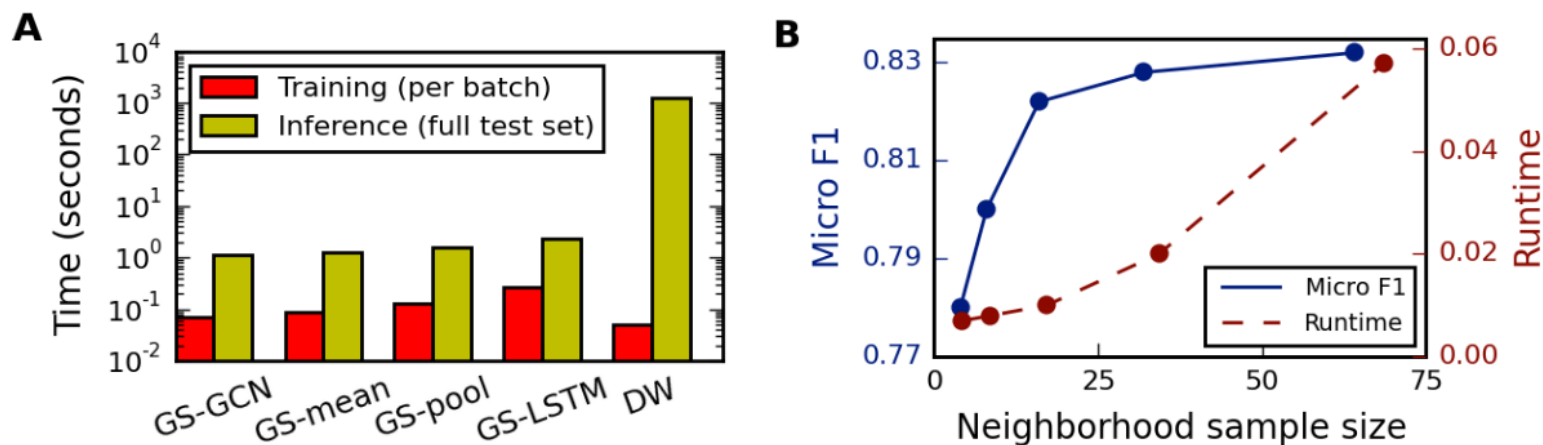 A
Time (seconds)
10^4
10^3
10^2
10^1
10^0
10^-1
10^-2
Training (per batch)
Inference (full test set)
GS-GCN
GS-mean
GS-pool
GS-LSTM
DW
B
Micro F1
0.83
0.81
0.79
0.77
0 25 50 75
Neighborhood sample size
Micro F1
Runtime
0.06
0.04
0.02
0.00
Runtime